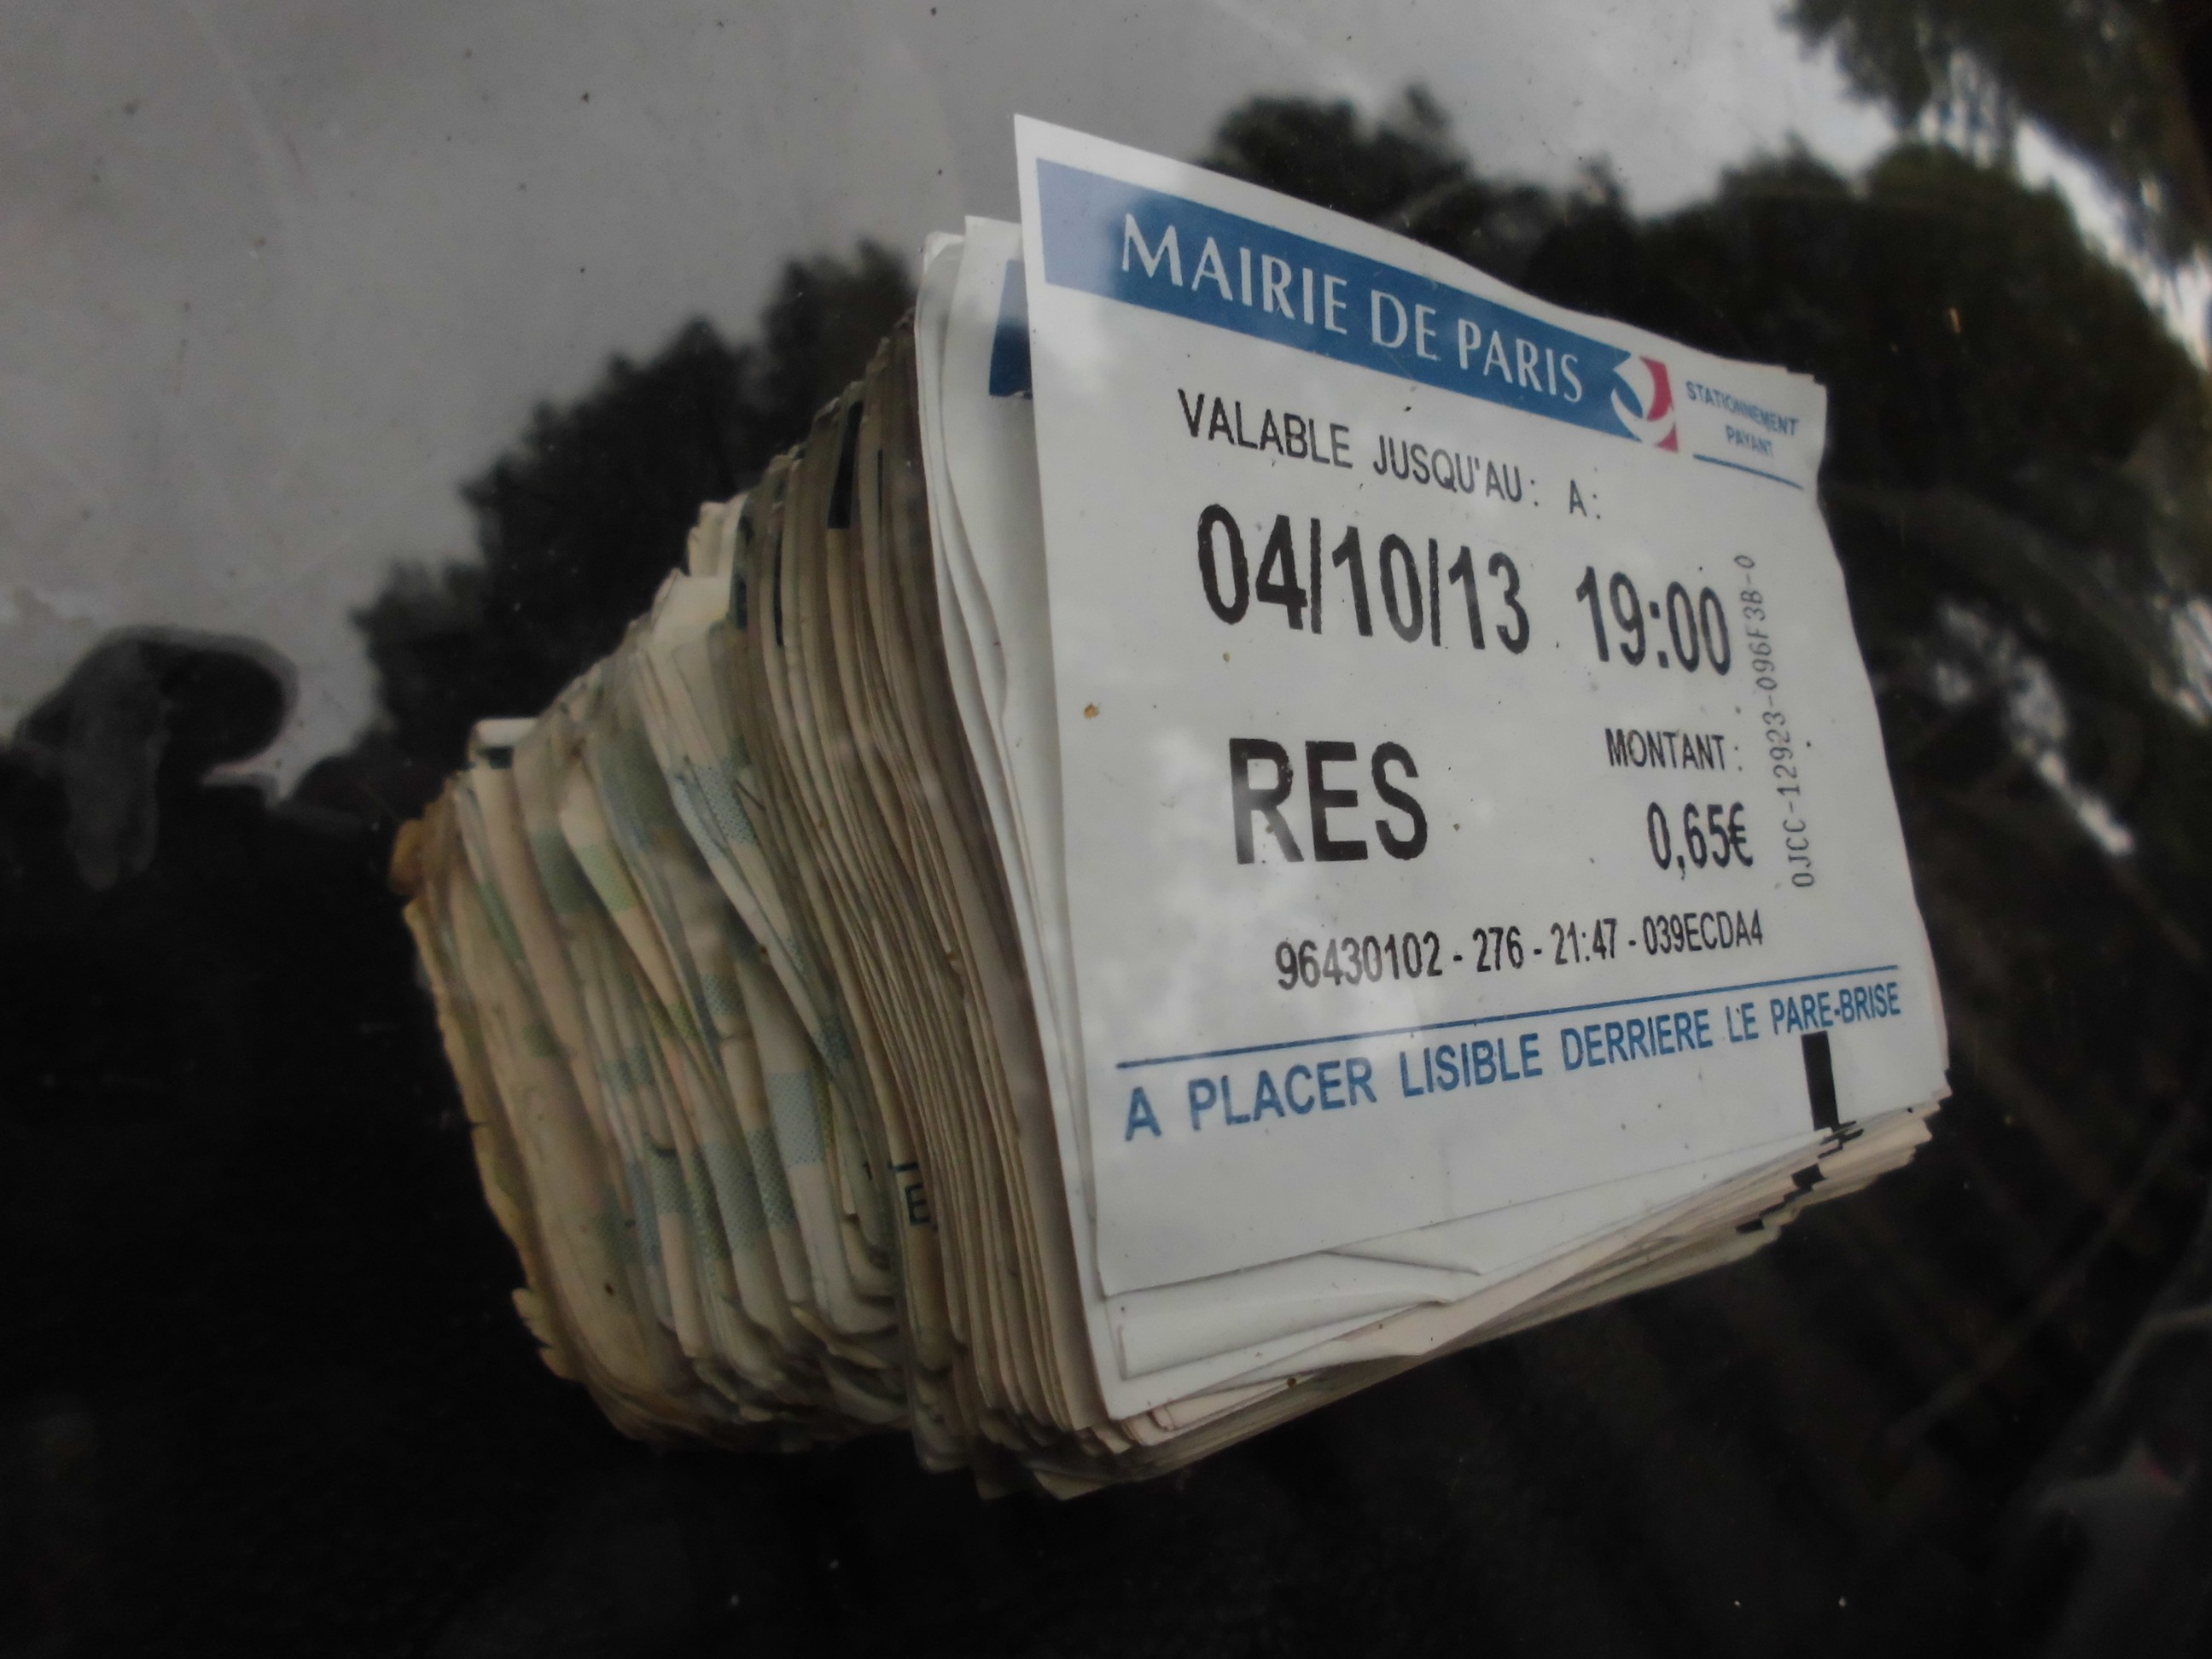 MAIRIE DE PARIS
STATIONNEMENT
PAYANT
VALABLE JUSQU'AU: A:
04/10/13 19:00
RES
MONTANT:
0,65€
0JCC-12923-096F3B-0
96430102 - 276 - 21:47 - 039ECDA4
A PLACER LISIBLE DERRIERE LE PARE-BRISE
E